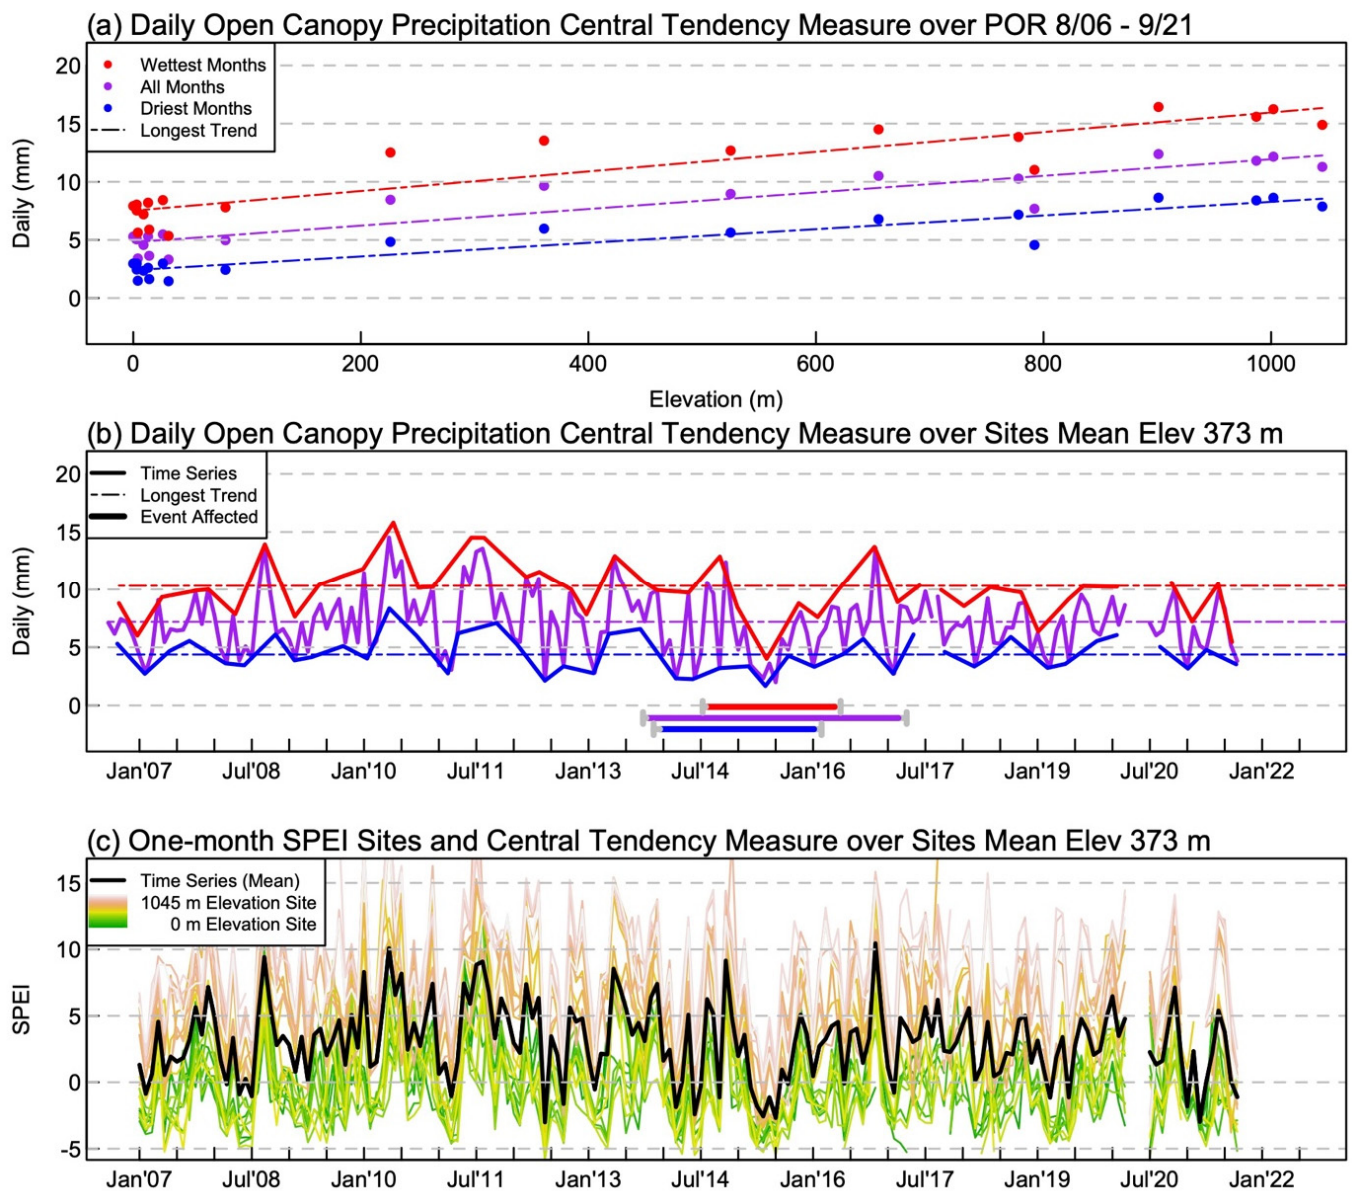 (a) Daily Open Canopy Precipitation Central Tendency Measure over POR 8/06 - 9/21
Wettest Months
All Months
Driest Months
Longest Trend
Daily (mm)
20
15
10
5
0
0 200 400 600 800 1000
Elevation (m)
(b) Daily Open Canopy Precipitation Central Tendency Measure over Sites Mean Elev 373 m
Time Series
Longest Trend
Event Affected
Daily (mm)
20
15
10
5
0
Jan'07 Jul'08 Jan'10 Jul'11 Jan'13 Jul'14 Jan'16 Jul'17 Jan'19 Jul'20 Jan'22
(c) One-month SPEI Sites and Central Tendency Measure over Sites Mean Elev 373 m
Time Series (Mean)
1045 m Elevation Site
0 m Elevation Site
SPEI
15
10
5
0
-5
Jan'07 Jul'08 Jan'10 Jul'11 Jan'13 Jul'14 Jan'16 Jul'17 Jan'19 Jul'20 Jan'22